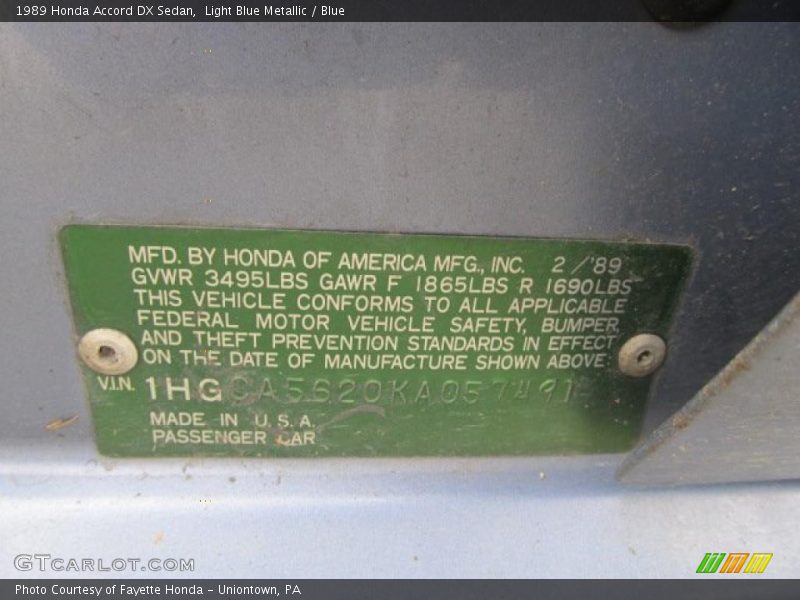 1989 Honda Accord DX Sedan, Light Blue Metallic / Blue
MFD. BY HONDA OF AMERICA MFG., INC. 2/'89
GVWR 3495LBS GAWR F 1865LBS R 1690LBS
THIS VEHICLE CONFORMS TO ALL APPLICABLE
FEDERAL MOTOR VEHICLE SAFETY, BUMPER,
AND THEFT PREVENTION STANDARDS IN EFFECT
ON THE DATE OF MANUFACTURE SHOWN ABOVE
V.I.N. 1HGCA5620KA057491
MADE IN U.S.A.
PASSENGER CAR
GTCARLOT.COM
Photo Courtesy of Fayette Honda - Uniontown, PA